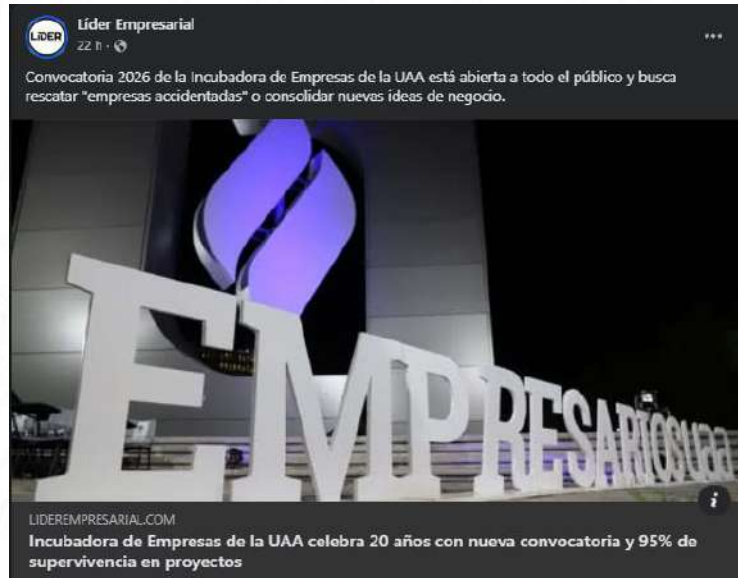 LÍDER
Líder Empresarial
22 h
Convocatoria 2026 de la Incubadora de Empresas de la UAA está abierta a todo el público y busca
rescatar "empresas accidentadas" o consolidar nuevas ideas de negocio.
EMPRESARIOSuaa
i
LIDEREMPRESARIAL.COM
Incubadora de Empresas de la UAA celebra 20 años con nueva convocatoria y 95% de
supervivencia en proyectos